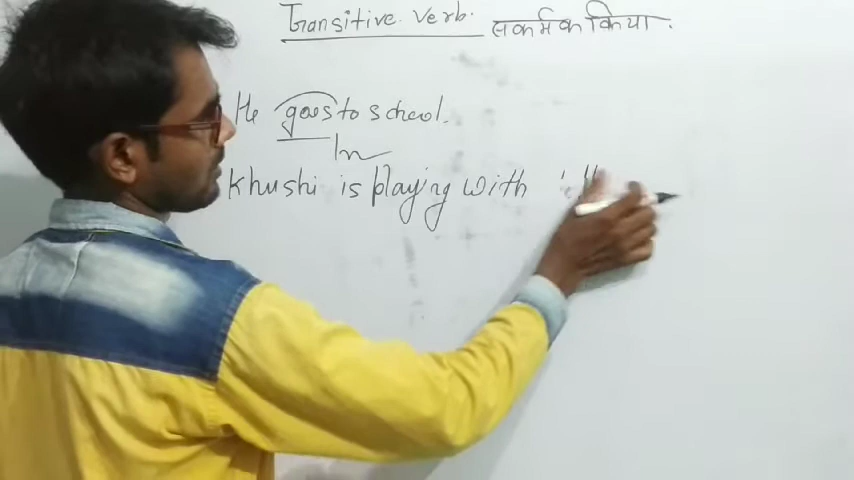 Transitive. Verb. सकर्मक क्रिया.
He goes to school.
In
Khushi is playing with